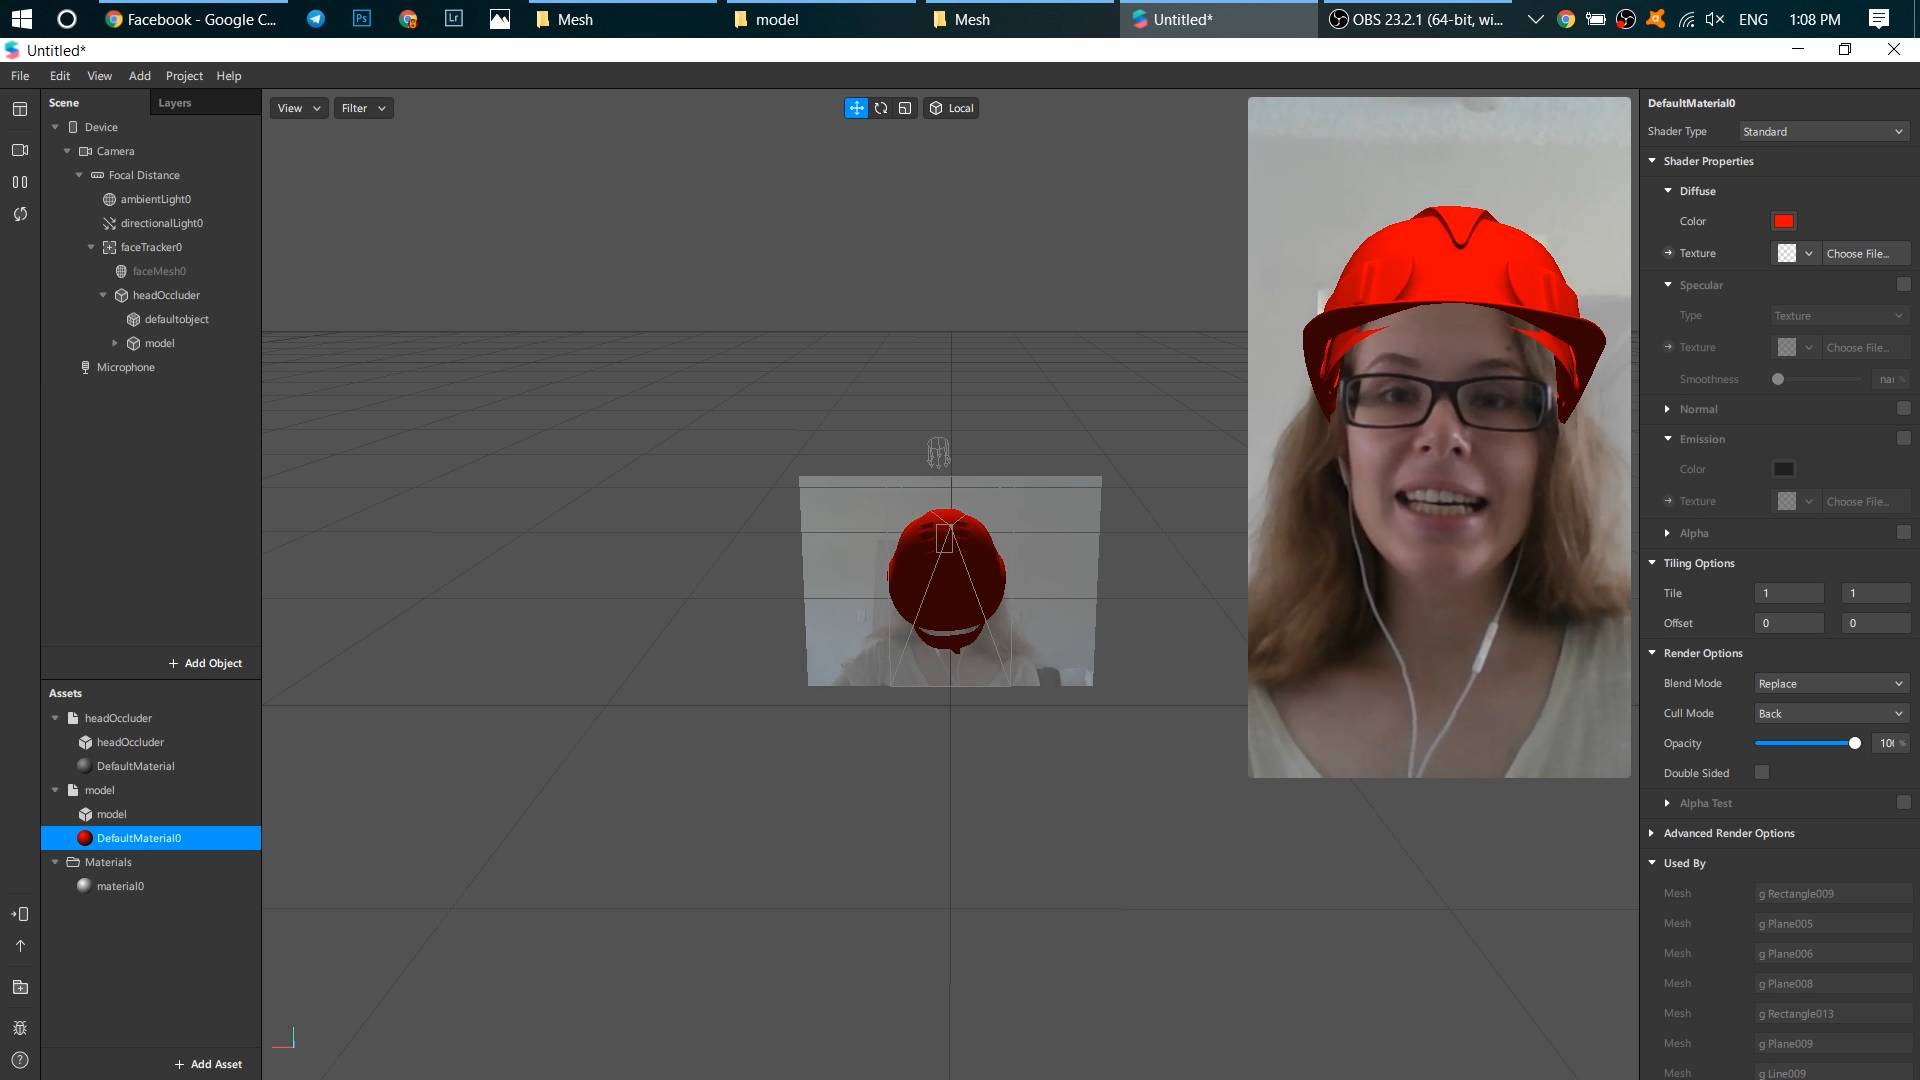 Facebook - Google C...
Ps
Lr
Mesh
model
Mesh
Untitled*
OBS 23.2.1 (64-bit, wi...
ENG
1:08 PM
Untitled*
File
Edit
View
Add
Project
Help
Scene
Layers
Device
Camera
Focal Distance
ambientLight0
directionalLight0
faceTracker0
faceMesh0
headOccluder
defaultobject
model
Microphone
+ Add Object
Assets
headOccluder
headOccluder
DefaultMaterial
model
model
DefaultMaterial0
Materials
material0
+ Add Asset
View
Filter
Local
DefaultMaterial0
Shader Type
Standard
Shader Properties
Diffuse
Color
Texture
Choose File...
Specular
Type
Texture
Texture
Choose File...
Smoothness
nai %
Normal
Emission
Color
Texture
Choose File...
Alpha
Tiling Options
Tile
1
1
Offset
0
0
Render Options
Blend Mode
Replace
Cull Mode
Back
Opacity
10( %
Double Sided
Alpha Test
Advanced Render Options
Used By
Mesh
g Rectangle009
Mesh
g Plane005
Mesh
g Plane006
Mesh
g Plane008
Mesh
g Rectangle013
Mesh
g Plane009
Mesh
g Line009